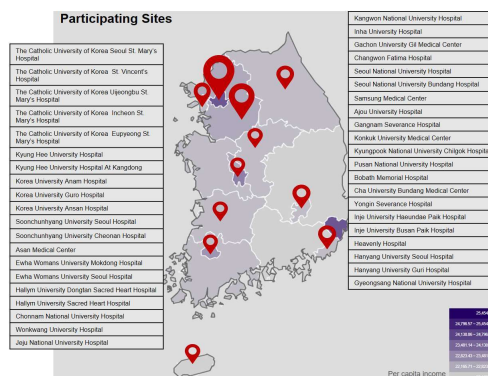 Participating Sites
The Catholic University of Korea Seoul St. Mary's
Hospital
The Catholic University of Korea St. Vincent's
Hospital
The Catholic University of Korea Uijeongbu St.
Mary's Hospital
The Catholic University of Korea Incheon St.
Mary's Hospital
The Catholic University of Korea Eupyeong St.
Mary's Hospital
Kyung Hee University Hospital
Kyung Hee University Hospital At Kangdong
Korea University Anam Hospital
Korea University Guro Hospital
Korea University Ansan Hospital
Soonchunhyang University Seoul Hospital
Soonchunhyang University Cheonan Hospital
Asan Medical Center
Ewha Womans University Mokdong Hospital
Ewha Womans University Seoul Hospital
Hallym University Dongtan Sacred Heart Hospital
Hallym University Sacred Heart Hospital
Chonnam National University Hospital
Wonkwang University Hospital
Jeju National University Hospital
Kangwon National University Hospital
Inha University Hospital
Gachon University Gil Medical Center
Changwon Fatima Hospital
Seoul National University Hospital
Seoul National University Bundang Hospital
Samsung Medical Center
Ajou University Hospital
Gangnam Severance Hospital
Konkuk University Medical Center
Kyungpook National University Chilgok Hospita
Pusan National University Hospital
Bobath Memorial Hospital
Cha University Bundang Medical Center
Yongin Severance Hospital
Inje University Haeundae Paik Hospital
Inje University Busan Paik Hospital
Heavenly Hospital
Hanyang University Seoul Hospital
Hanyang University Guri Hospital
Gyeongsang National University Hospital
Per capita income